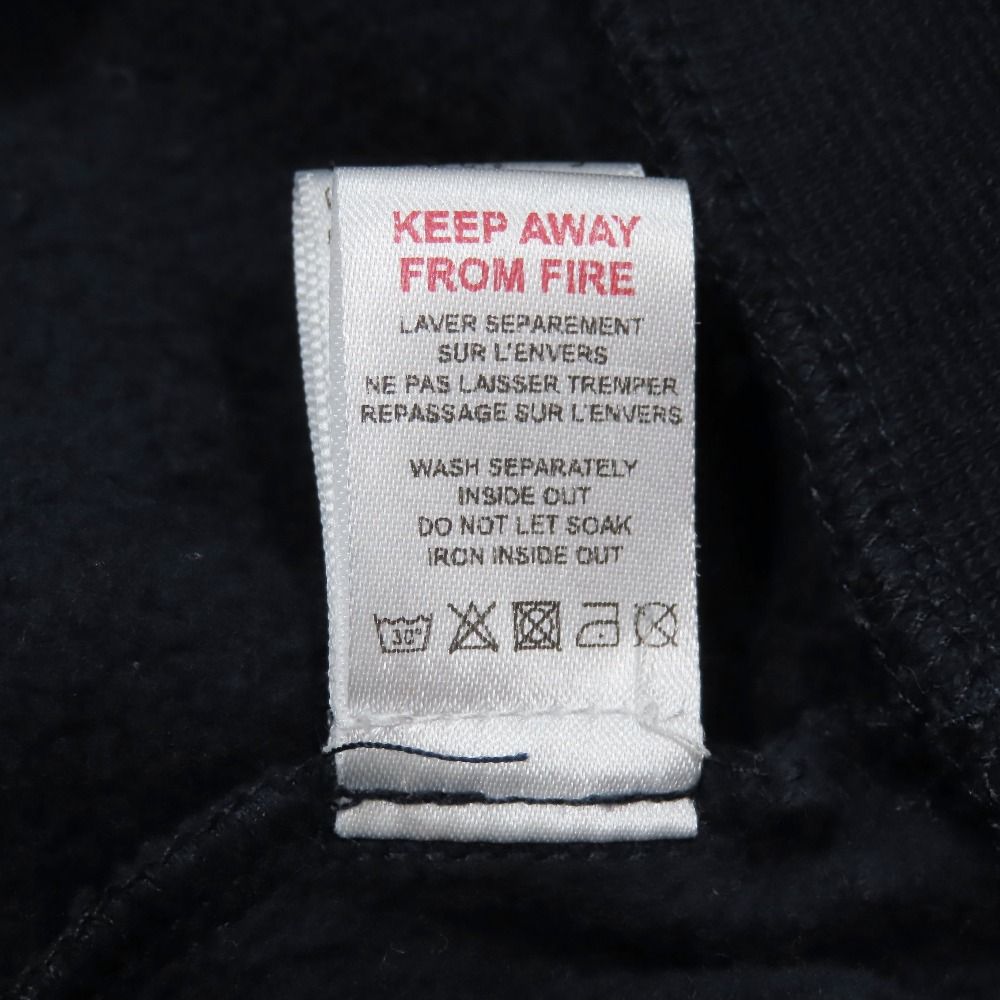 KEEP AWAY
FROM FIRE
LAVER SEPAREMENT
SUR L'ENVERS
NE PAS LAISSER TREMPER
REPASSAGE SUR L'ENVERS
WASH SEPARATELY
INSIDE OUT
DO NOT LET SOAK
IRON INSIDE OUT
30°